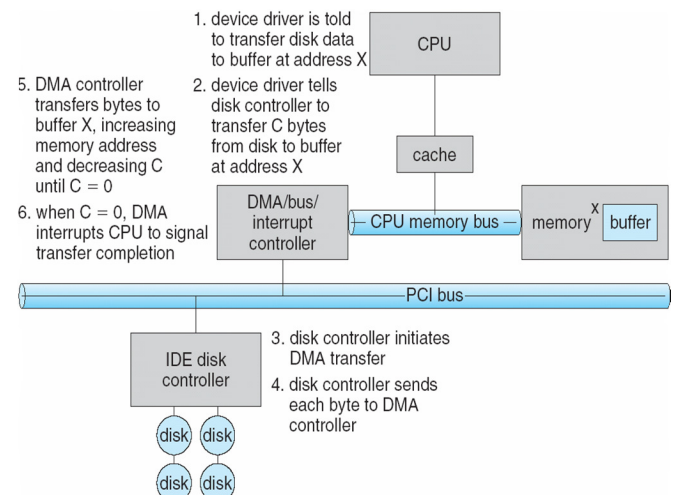 1. device driver is told
to transfer disk data
to buffer at address X
CPU
5. DMA controller
transfers bytes to
buffer X, increasing
memory address
and decreasing C
until C = 0
2. device driver tells
disk controller to
transfer C bytes
from disk to buffer
at address X
cache
6. when C = 0, DMA
interrupts CPU to signal
transfer completion
DMA/bus/
interrupt
controller
CPU memory bus
memory
X
buffer
PCI bus
IDE disk
controller
3. disk controller initiates
DMA transfer
4. disk controller sends
each byte to DMA
controller
disk disk
disk disk